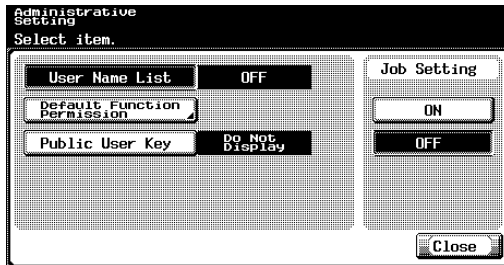 Administrative
Setting
Select item.
User Name List
OFF
Default Function
Permission
Public User Key
Do Not
Display
Job Setting
ON
OFF
Close